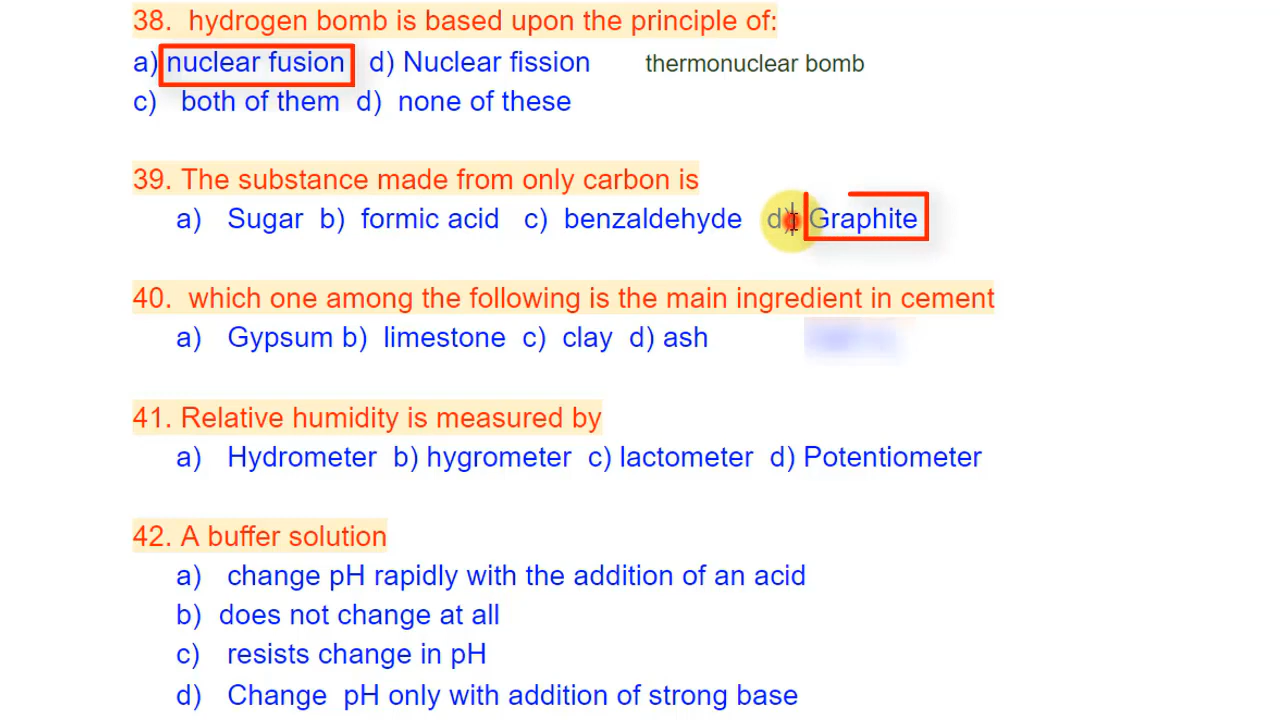 38. hydrogen bomb is based upon the principle of:
a) nuclear fusion d) Nuclear fission thermonuclear bomb
c) both of them d) none of these
39. The substance made from only carbon is
a) Sugar b) formic acid c) benzaldehyde d) Graphite
40. which one among the following is the main ingredient in cement
a) Gypsum b) limestone c) clay d) ash
41. Relative humidity is measured by
a) Hydrometer b) hygrometer c) lactometer d) Potentiometer
42. A buffer solution
a) change pH rapidly with the addition of an acid
b) does not change at all
c) resists change in pH
d) Change pH only with addition of strong base